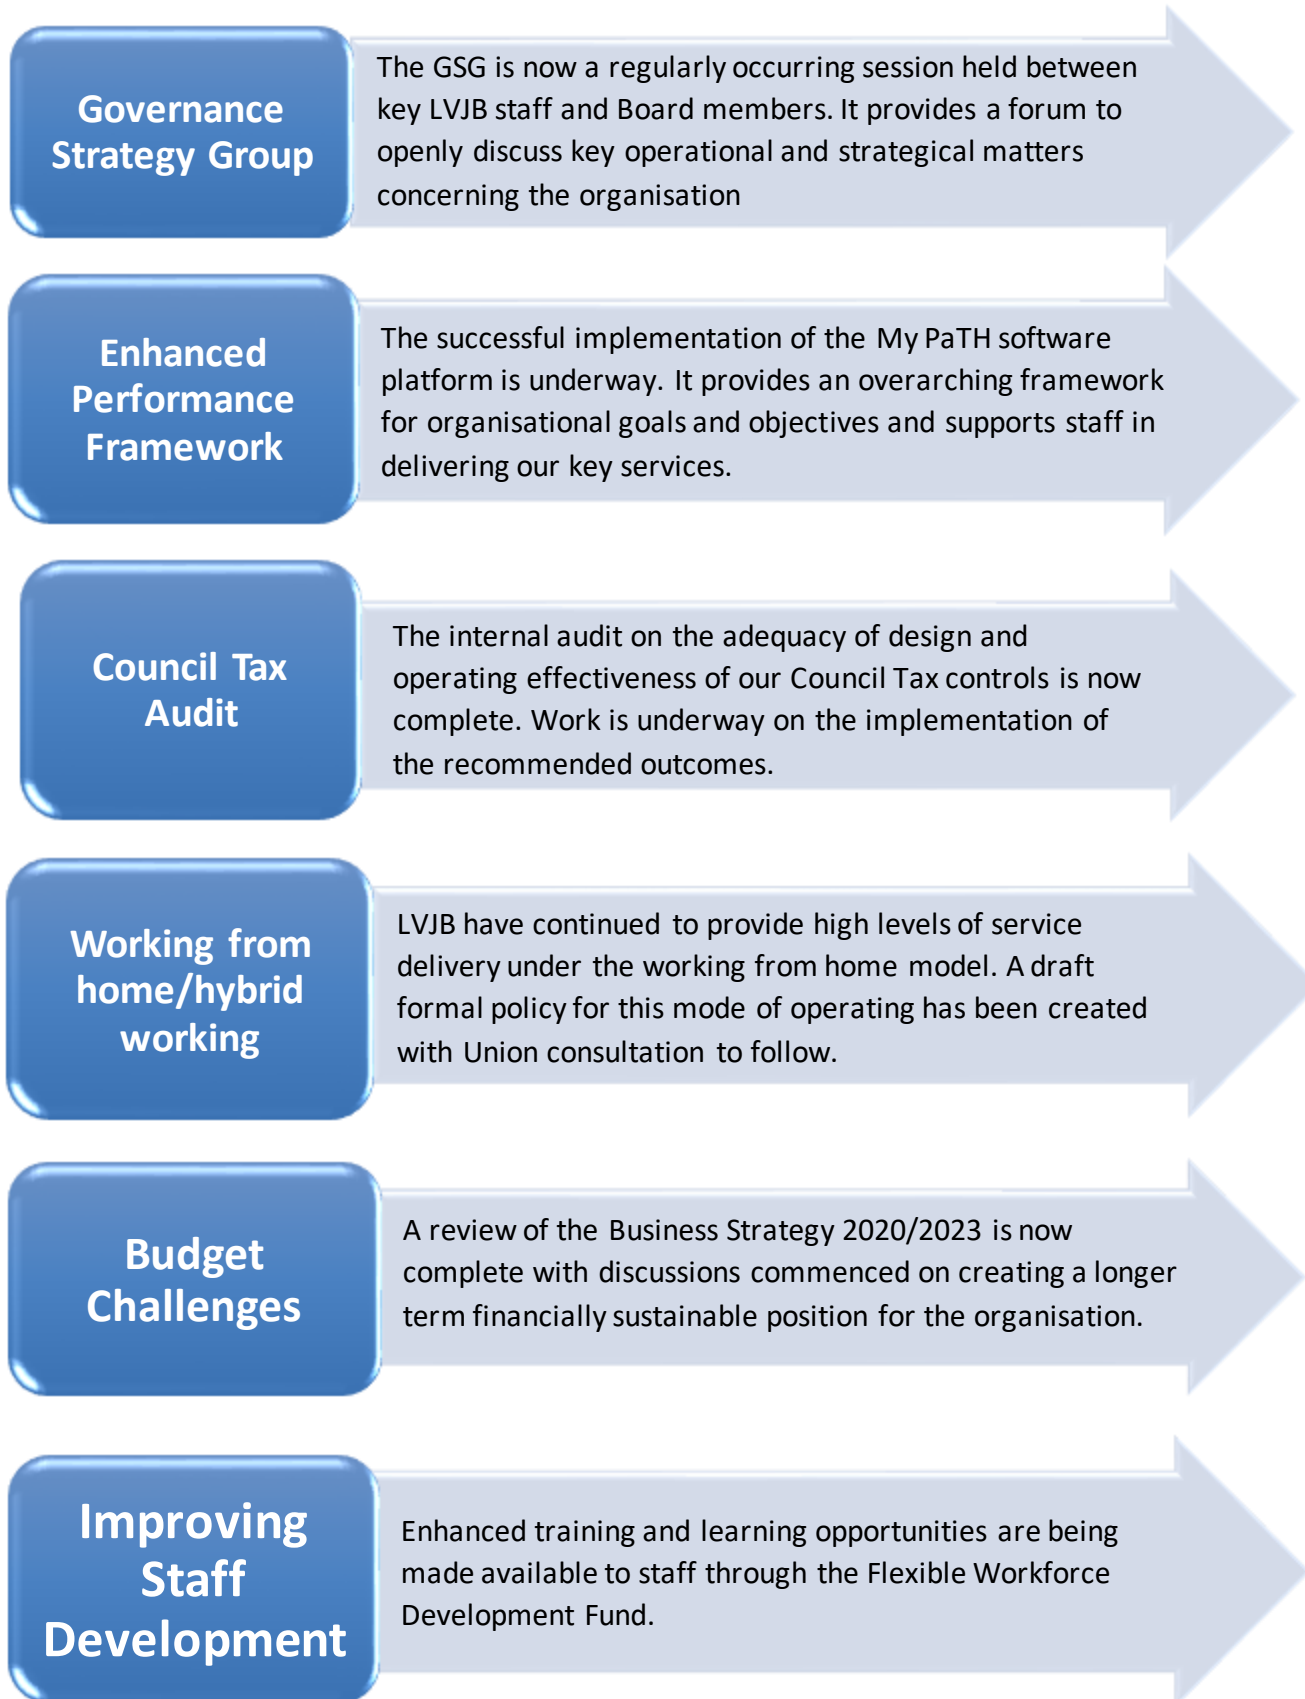 Governance
Strategy Group
The GSG is now a regularly occurring session held between
key LVJB staff and Board members. It provides a forum to
openly discuss key operational and strategical matters
concerning the organisation
Enhanced
Performance
Framework
The successful implementation of the My PaTH software
platform is underway. It provides an overarching framework
for organisational goals and objectives and supports staff in
delivering our key services.
Council Tax
Audit
The internal audit on the adequacy of design and
operating effectiveness of our Council Tax controls is now
complete. Work is underway on the implementation of
the recommended outcomes.
Working from
home/hybrid
working
LVJB have continued to provide high levels of service
delivery under the working from home model. A draft
formal policy for this mode of operating has been created
with Union consultation to follow.
Budget
Challenges
A review of the Business Strategy 2020/2023 is now
complete with discussions commenced on creating a longer
term financially sustainable position for the organisation.
Improving
Staff
Development
Enhanced training and learning opportunities are being
made available to staff through the Flexible Workforce
Development Fund.